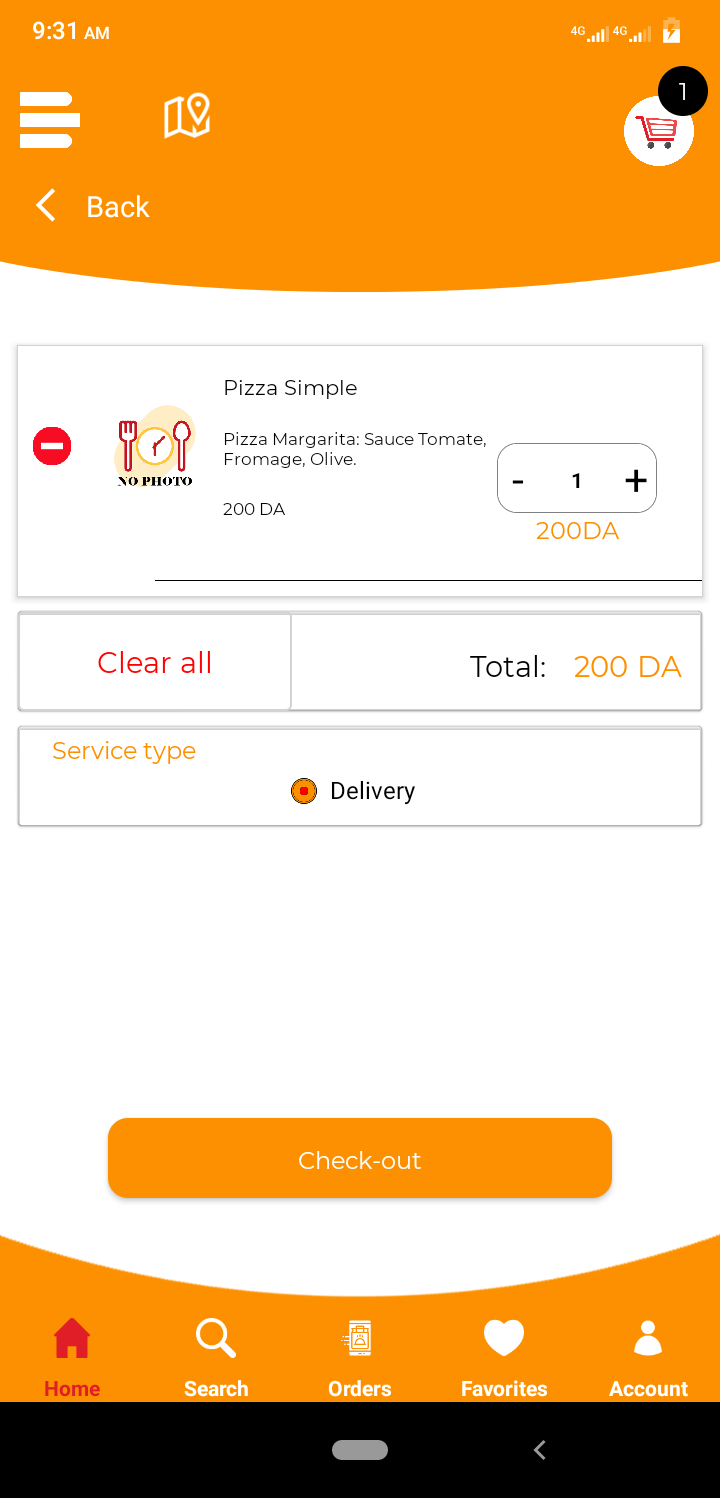 9:31 AM
4G 4G
1
Back
Pizza Simple
Pizza Margarita: Sauce Tomate,
Fromage, Olive.
NO PHOTO
- 1 +
200 DA
200DA
Clear all
Total: 200 DA
Service type
Delivery
Check-out
Home Search Orders Favorites Account